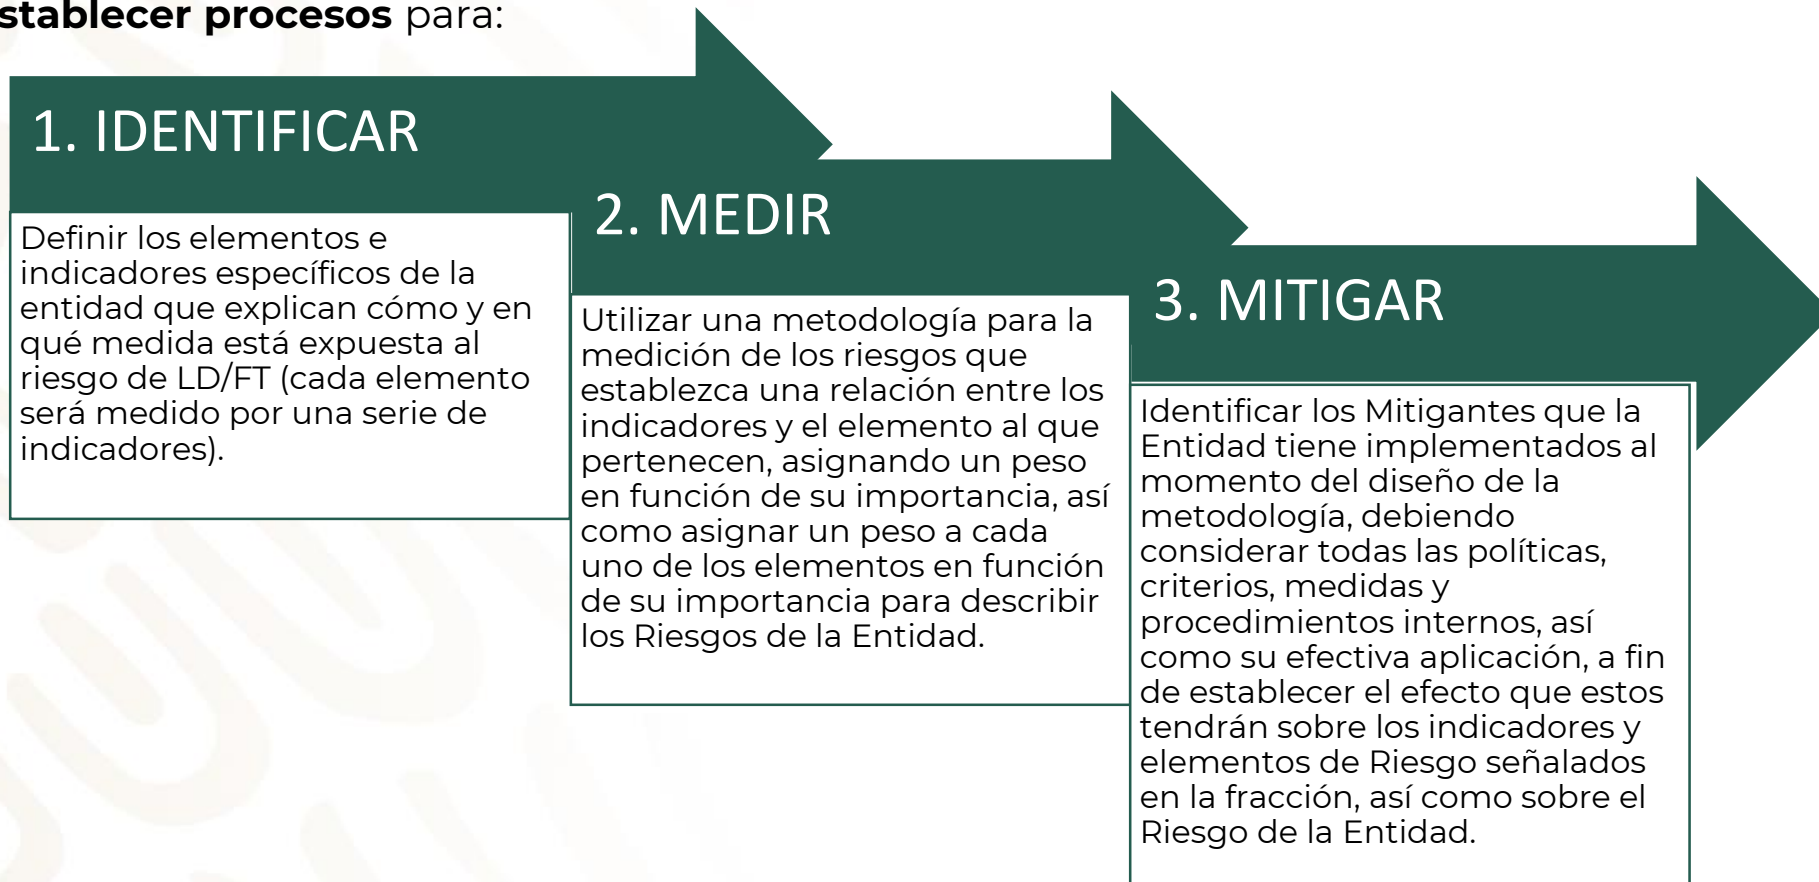 stablecer procesos para:
1. IDENTIFICAR
Definir los elementos e
indicadores específicos de la
entidad que explican cómo y en
qué medida está expuesta al
riesgo de LD/FT (cada elemento
será medido por una serie de
indicadores).
2. MEDIR
Utilizar una metodología para la
medición de los riesgos que
establezca una relación entre los
indicadores y el elemento al que
pertenecen, asignando un peso
en función de su importancia, así
como asignar un peso a cada
uno de los elementos en función
de su importancia para describir
los Riesgos de la Entidad.
3. MITIGAR
Identificar los Mitigantes que la
Entidad tiene implementados al
momento del diseño de la
metodología, debiendo
considerar todas las políticas,
criterios, medidas y
procedimientos internos, así
como su efectiva aplicación, a fin
de establecer el efecto que estos
tendrán sobre los indicadores y
elementos de Riesgo señalados
en la fracción, así como sobre el
Riesgo de la Entidad.